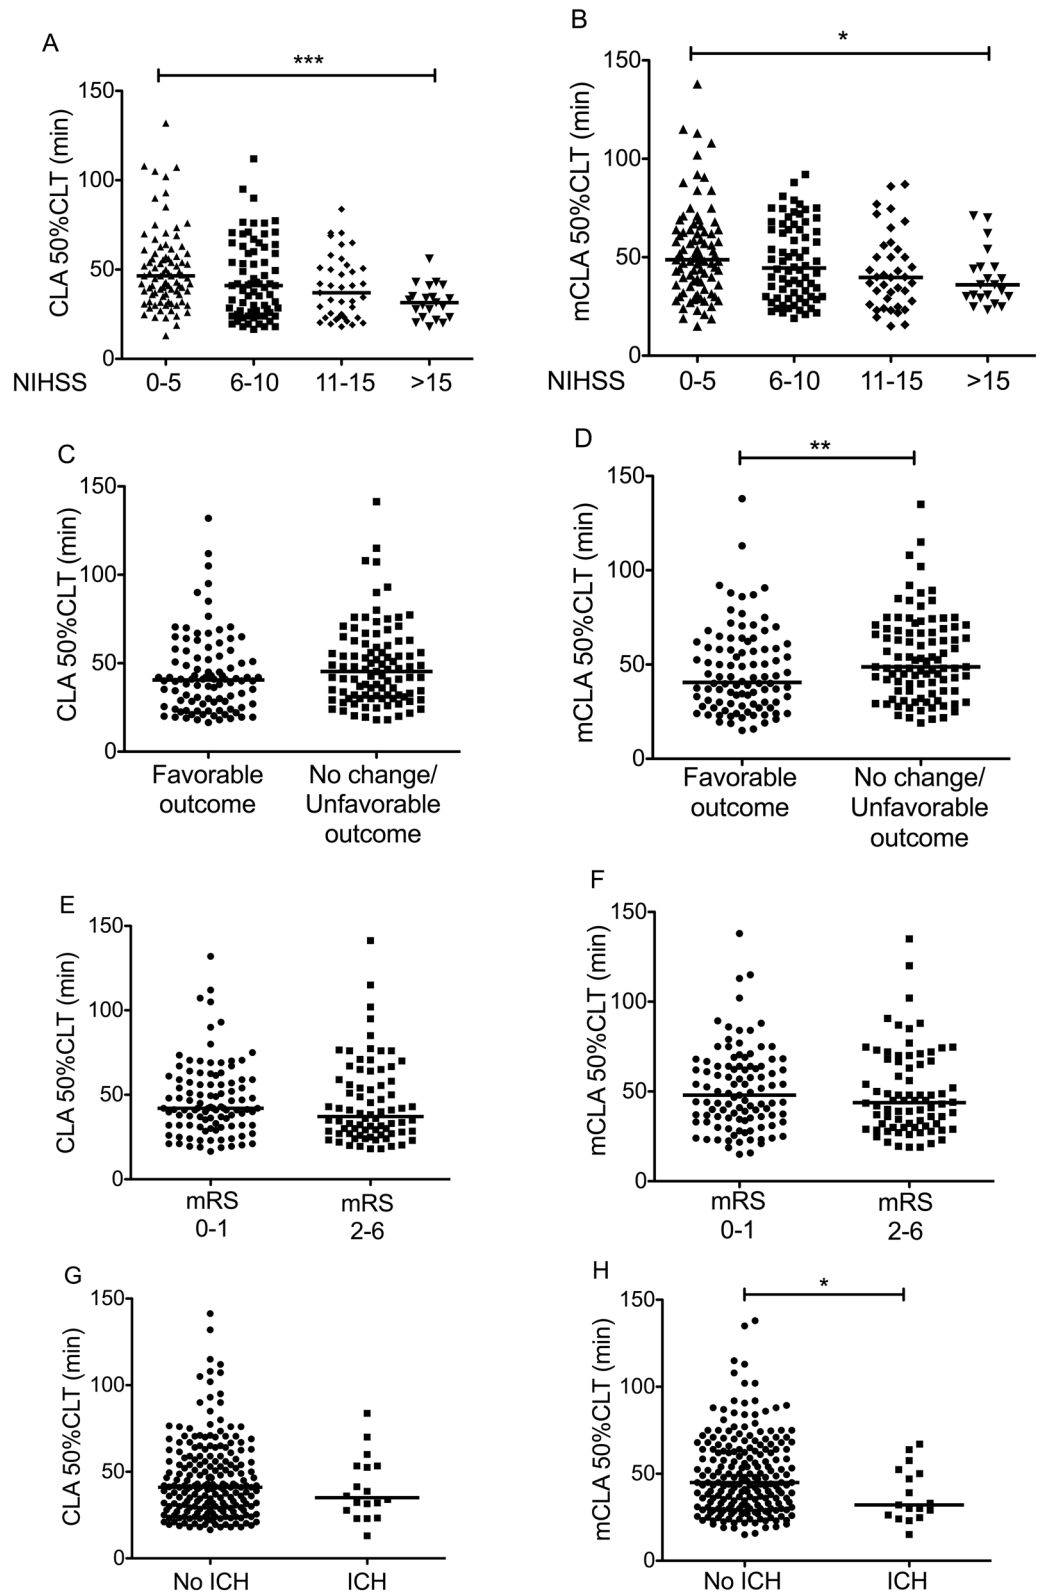 A
***
CLA 50%CLT (min)
150
100
50
0
NIHSS
0-5
6-10
11-15
>15
B
*
mCLA 50%CLT (min)
150
100
50
0
NIHSS
0-5
6-10
11-15
>15
C
CLA 50%CLT (min)
150
100
50
0
Favorable
outcome
No change/
Unfavorable
outcome
D
**
mCLA 50%CLT (min)
150
100
50
0
Favorable
outcome
No change/
Unfavorable
outcome
E
CLA 50%CLT (min)
150
100
50
0
mRS
0-1
mRS
2-6
F
mCLA 50%CLT (min)
150
100
50
0
mRS
0-1
mRS
2-6
G
CLA 50%CLT (min)
150
100
50
0
No ICH
ICH
H
*
mCLA 50%CLT (min)
150
100
50
0
No ICH
ICH